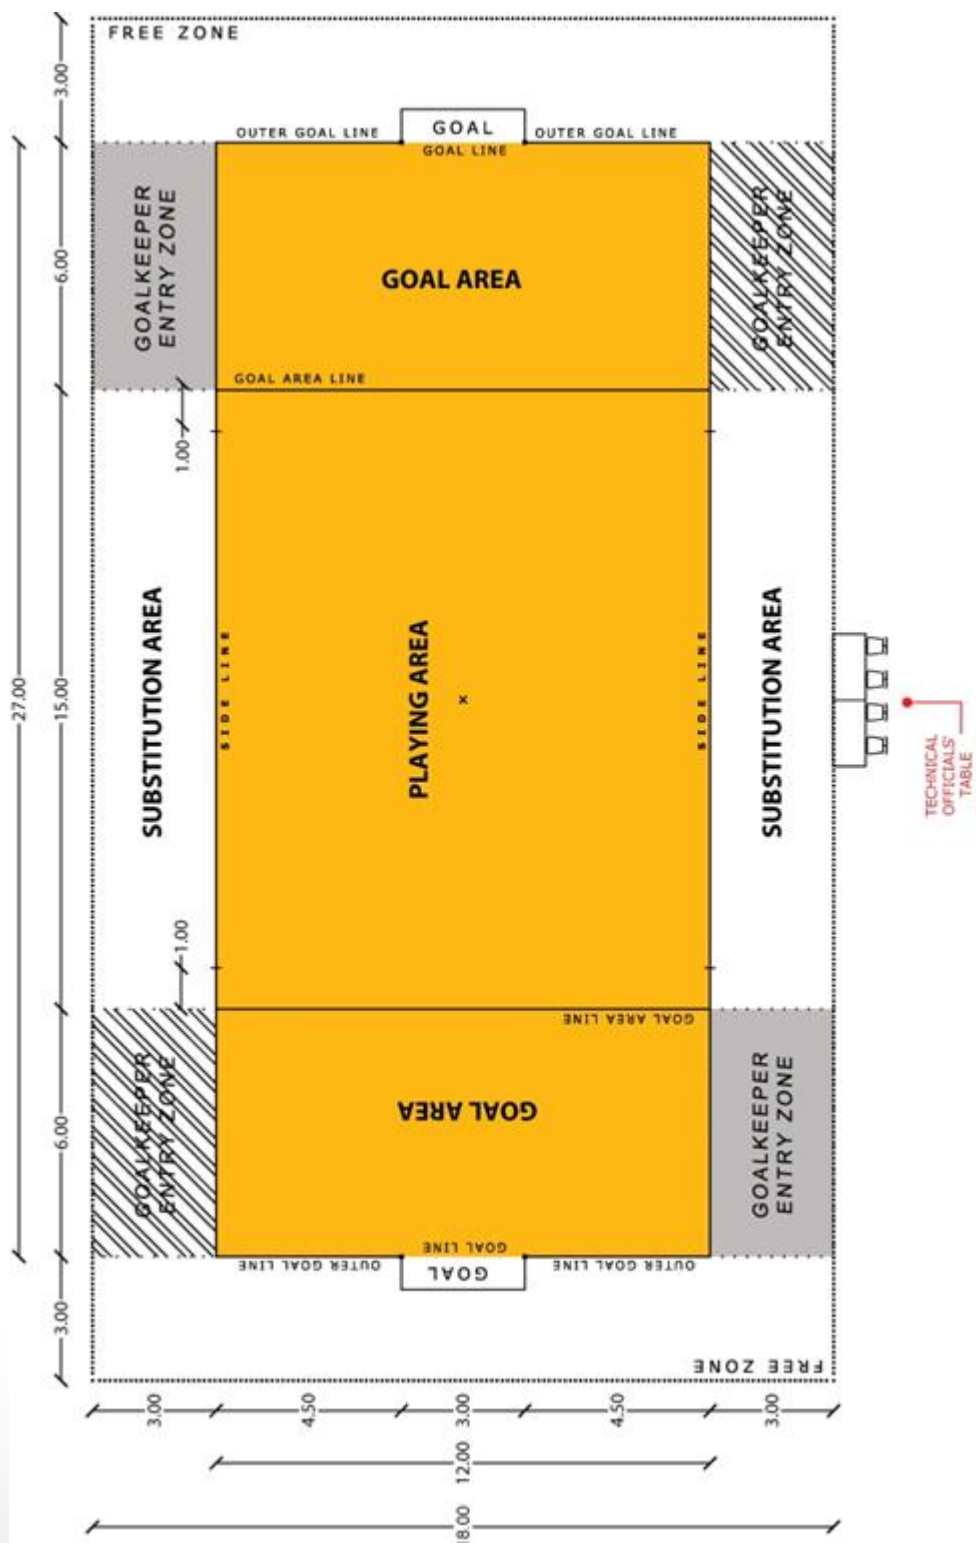 FREE ZONE
3.00
OUTER GOAL LINE
GOAL
OUTER GOAL LINE
GOAL LINE
GOALKEEPER
ENTRY ZONE
6.00
GOAL AREA
GOALKEEPER
ENTRY ZONE
GOAL AREA LINE
1.00
27.00
15.00
SUBSTITUTION AREA
SIDE LINE
PLAYING AREA
x
SIDE LINE
SUBSTITUTION AREA
TECHNICAL
OFFICIALS'
TABLE
1.00
GOAL AREA LINE
GOALKEEPER
ENTRY ZONE
6.00
GOAL AREA
GOALKEEPER
ENTRY ZONE
GOAL LINE
OUTER GOAL LINE
GOAL
OUTER GOAL LINE
3.00
FREE ZONE
3.00
4.50
3.00
4.50
3.00
12.00
18.00